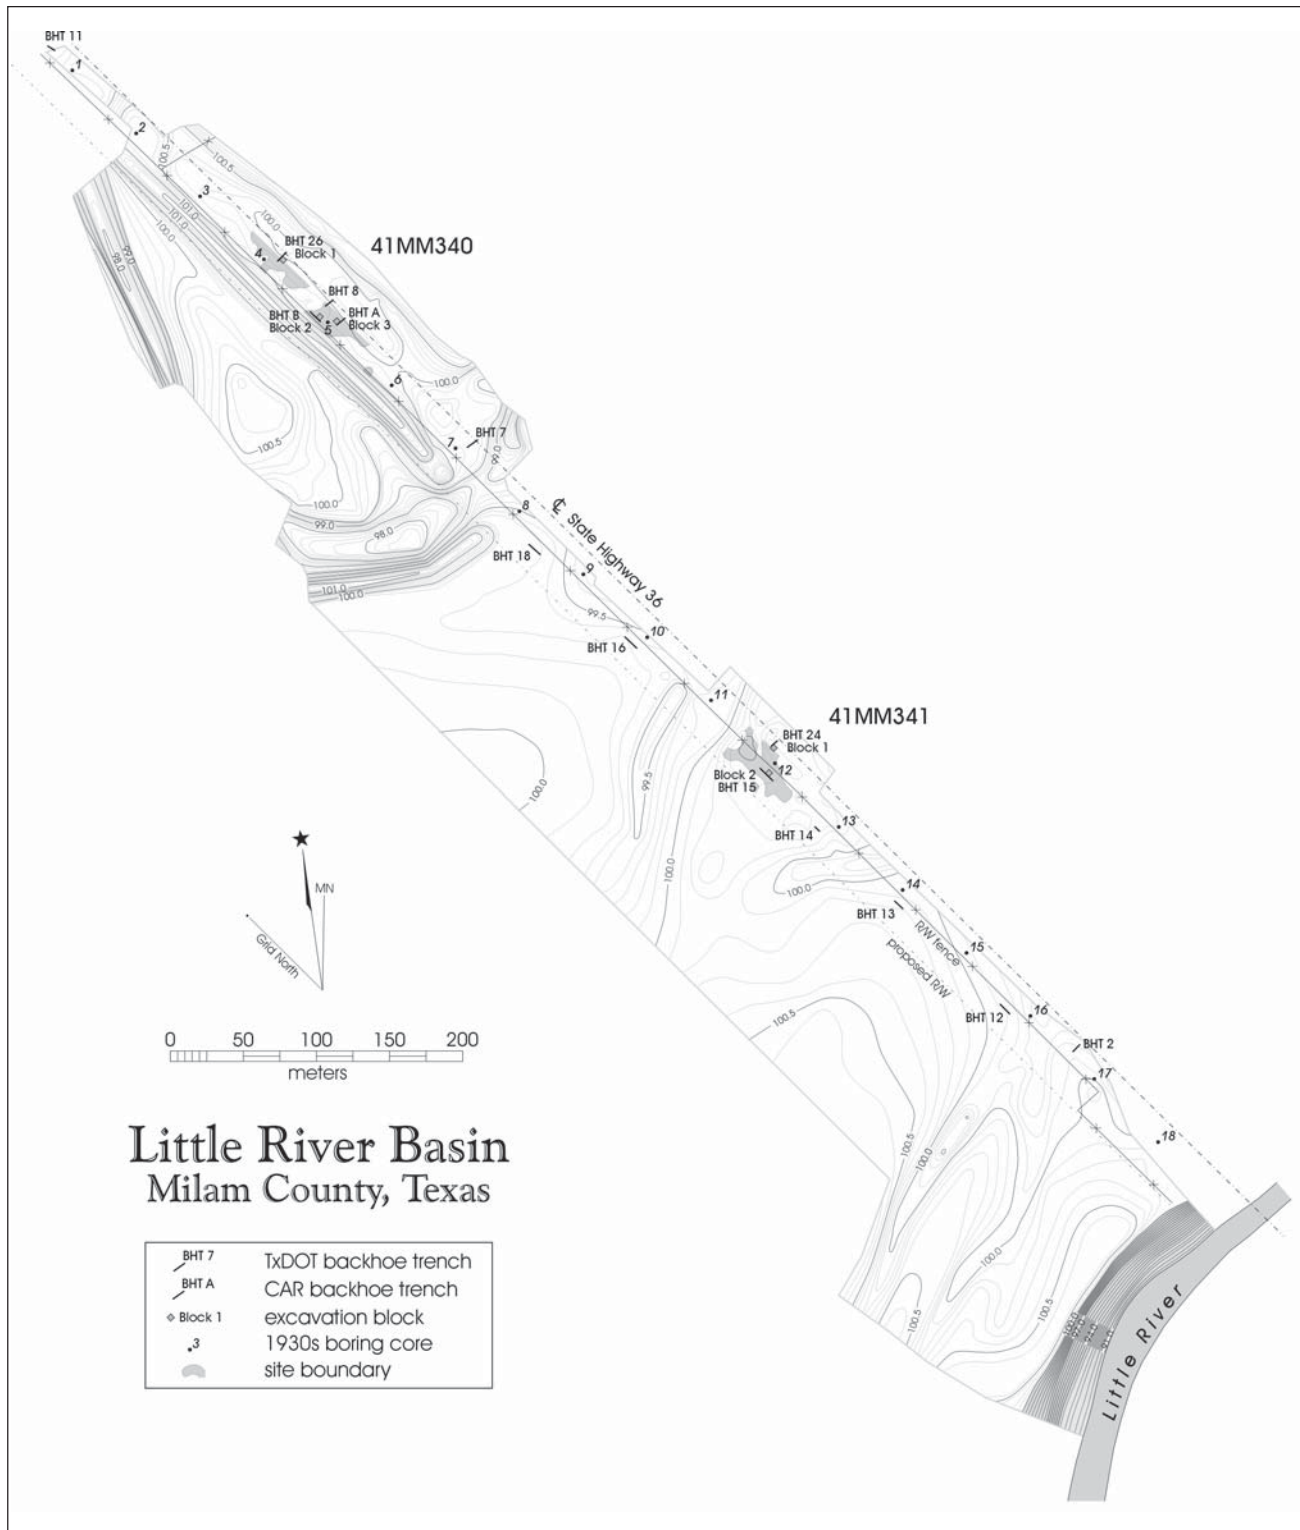 BHT 11
1
2
100.5
100.5
3
101.0
101.0
100.0
99.0
98.0
100.0
41MM340
BHT 26
Block 1
4
BHT 8
BHT B
Block 2
5
BHT A
Block 3
6
100.0
100.5
7
BHT 7
99.0
100.0
99.0
98.0
8
℄ State Highway 36
BHT 18
9
101.0
100.0
99.5
10
BHT 16
11
41MM341
BHT 24
Block 1
12
Block 2
BHT 15
99.5
100.0
13
BHT 14
100.0
100.0
14
BHT 13
R/W fence
15
proposed R/W
MN
Grid North
100.5
16
BHT 12
BHT 2
17
0 50 100 150 200
meters
18
100.5
100.0
Little River Basin
Milam County, Texas
100.0
100.5
100.5
100.0
Little River
BHT 7 TxDOT backhoe trench
BHT A CAR backhoe trench
Block 1 excavation block
3 1930s boring core
site boundary